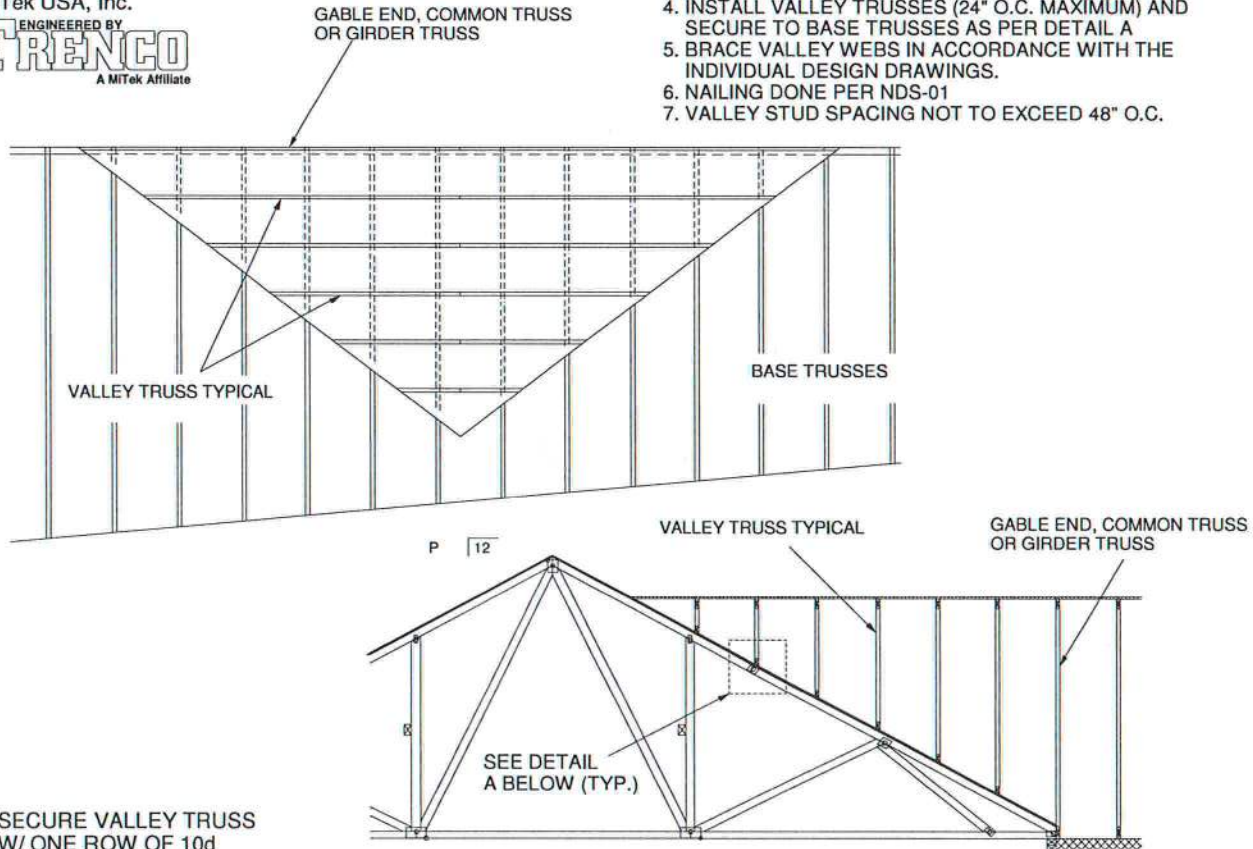 Tek USA, Inc.
ENGINEERED BY
TRENCO
A MiTek Affiliate
GABLE END, COMMON TRUSS
OR GIRDER TRUSS
4. INSTALL VALLEY TRUSSES (24" O.C. MAXIMUM) AND
SECURE TO BASE TRUSSES AS PER DETAIL A
5. BRACE VALLEY WEBS IN ACCORDANCE WITH THE
INDIVIDUAL DESIGN DRAWINGS.
6. NAILING DONE PER NDS-01
7. VALLEY STUD SPACING NOT TO EXCEED 48" O.C.
VALLEY TRUSS TYPICAL
BASE TRUSSES
P 12
VALLEY TRUSS TYPICAL
GABLE END, COMMON TRUSS
OR GIRDER TRUSS
SEE DETAIL
A BELOW (TYP.)
SECURE VALLEY TRUSS
W/ ONE ROW OF 10d